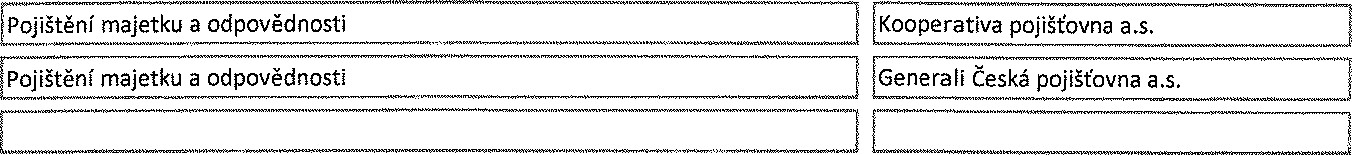 Pojištění majetku a odpovědnosti Kooperativa pojišťovna a.s.
Pojištění majetku a odpovědnosti Generali Česká pojišťovna a.s.